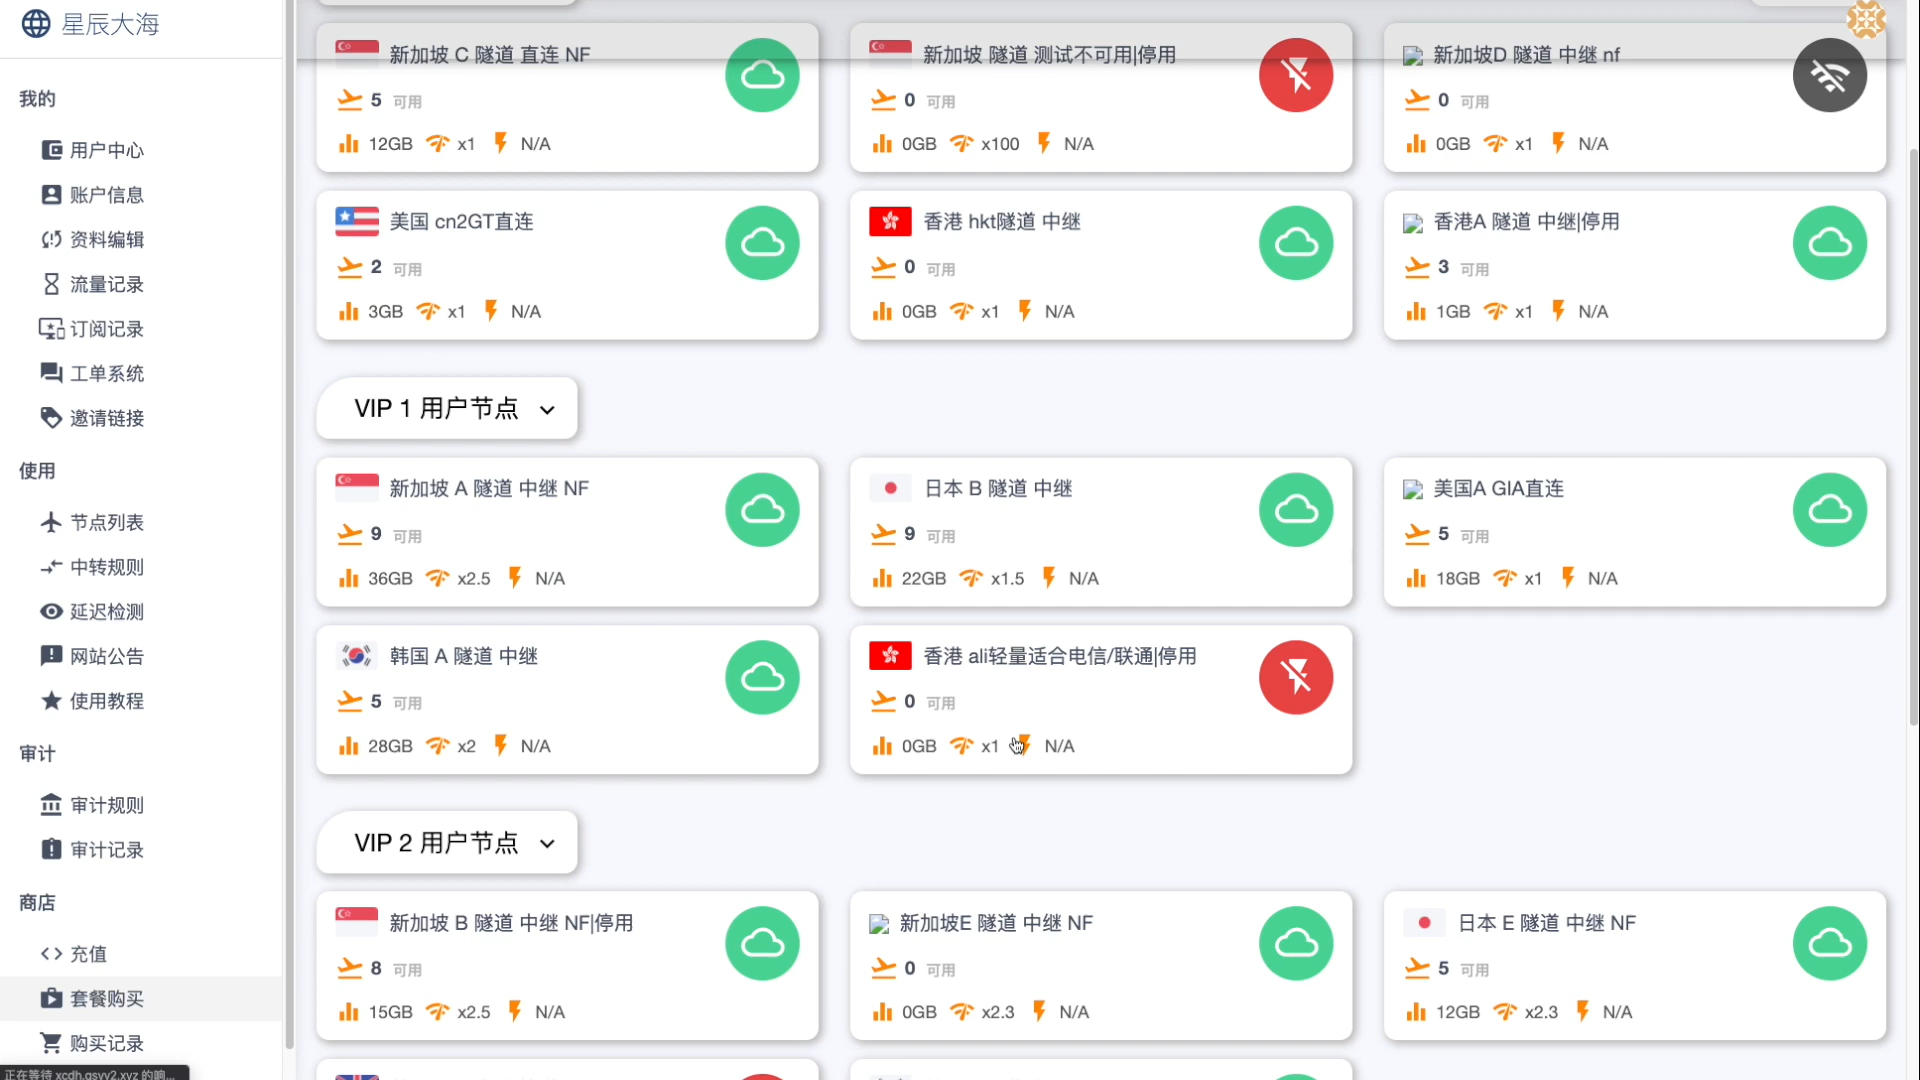 星辰大海
我的
用户中心
账户信息
资料编辑
流量记录
订阅记录
工单系统
邀请链接
使用
节点列表
中转规则
延迟检测
网站公告
使用教程
审计
审计规则
审计记录
商店
充值
套餐购买
购买记录
正在等待 xcdh.gsyy2.xyz 的响...
新加坡 C 隧道 直连 NF
5 可用
12GB x1 N/A
新加坡 隧道 测试不可用|停用
0 可用
0GB x100 N/A
新加坡D 隧道 中继 nf
0 可用
0GB x1 N/A
美国 cn2GT直连
2 可用
3GB x1 N/A
香港 hkt隧道 中继
0 可用
0GB x1 N/A
香港A 隧道 中继|停用
3 可用
1GB x1 N/A
VIP 1 用户节点
新加坡 A 隧道 中继 NF
9 可用
36GB x2.5 N/A
日本 B 隧道 中继
9 可用
22GB x1.5 N/A
美国A GIA直连
5 可用
18GB x1 N/A
韩国 A 隧道 中继
5 可用
28GB x2 N/A
香港 ali轻量适合电信/联通|停用
0 可用
0GB x1 N/A
VIP 2 用户节点
新加坡 B 隧道 中继 NF|停用
8 可用
15GB x2.5 N/A
新加坡E 隧道 中继 NF
0 可用
0GB x2.3 N/A
日本 E 隧道 中继 NF
5 可用
12GB x2.3 N/A